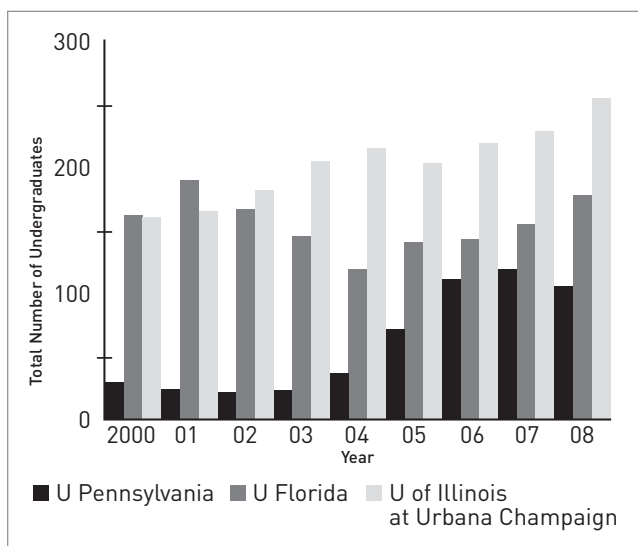 300
200
100
0
Total Number of Undergraduates
2000 01 02 03 04 05 06 07 08
Year
U Pennsylvania U Florida U of Illinois
at Urbana Champaign